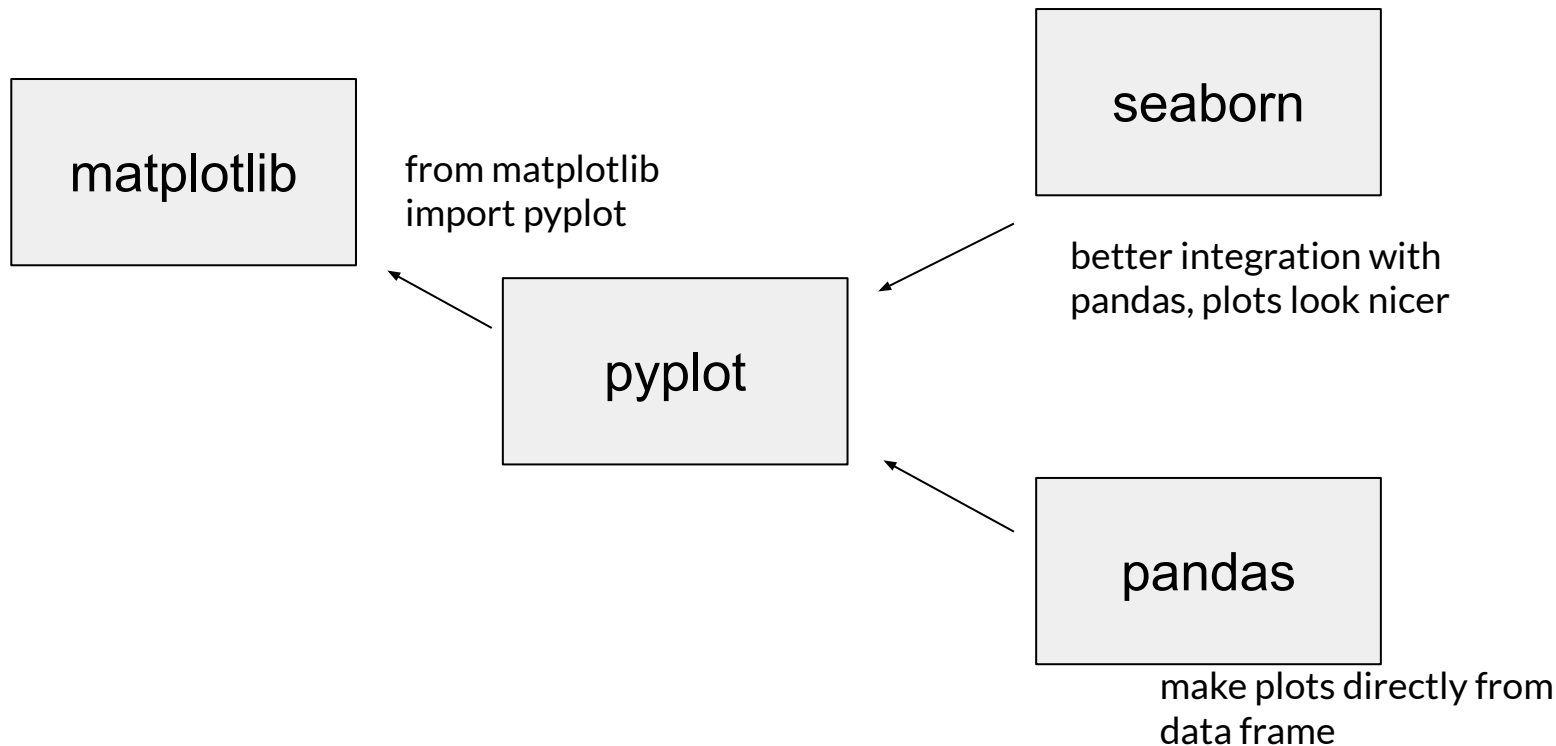 matplotlib
from matplotlib
import pyplot
pyplot
seaborn
better integration with
pandas, plots look nicer
pandas
make plots directly from
data frame